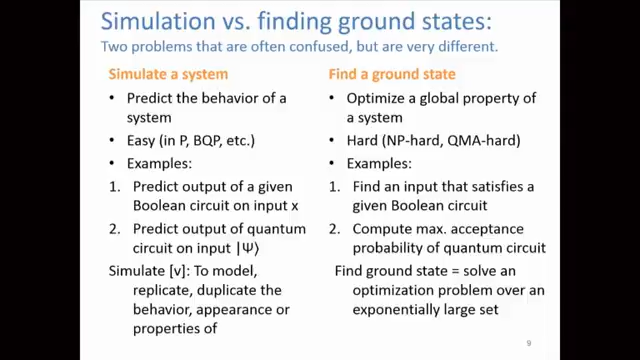 Simulation vs. finding ground states:
Two problems that are often confused, but are very different.
Simulate a system
• Predict the behavior of a
system
• Easy (in P, BQP, etc.)
• Examples:
1. Predict output of a given
Boolean circuit on input x
2. Predict output of quantum
circuit on input |Ψ⟩
Simulate [v]: To model,
replicate, duplicate the
behavior, appearance or
properties of
Find a ground state
• Optimize a global property of
a system
• Hard (NP-hard, QMA-hard)
• Examples:
1. Find an input that satisfies a
given Boolean circuit
2. Compute max. acceptance
probability of quantum circuit
Find ground state = solve an
optimization problem over an
exponentially large set
9